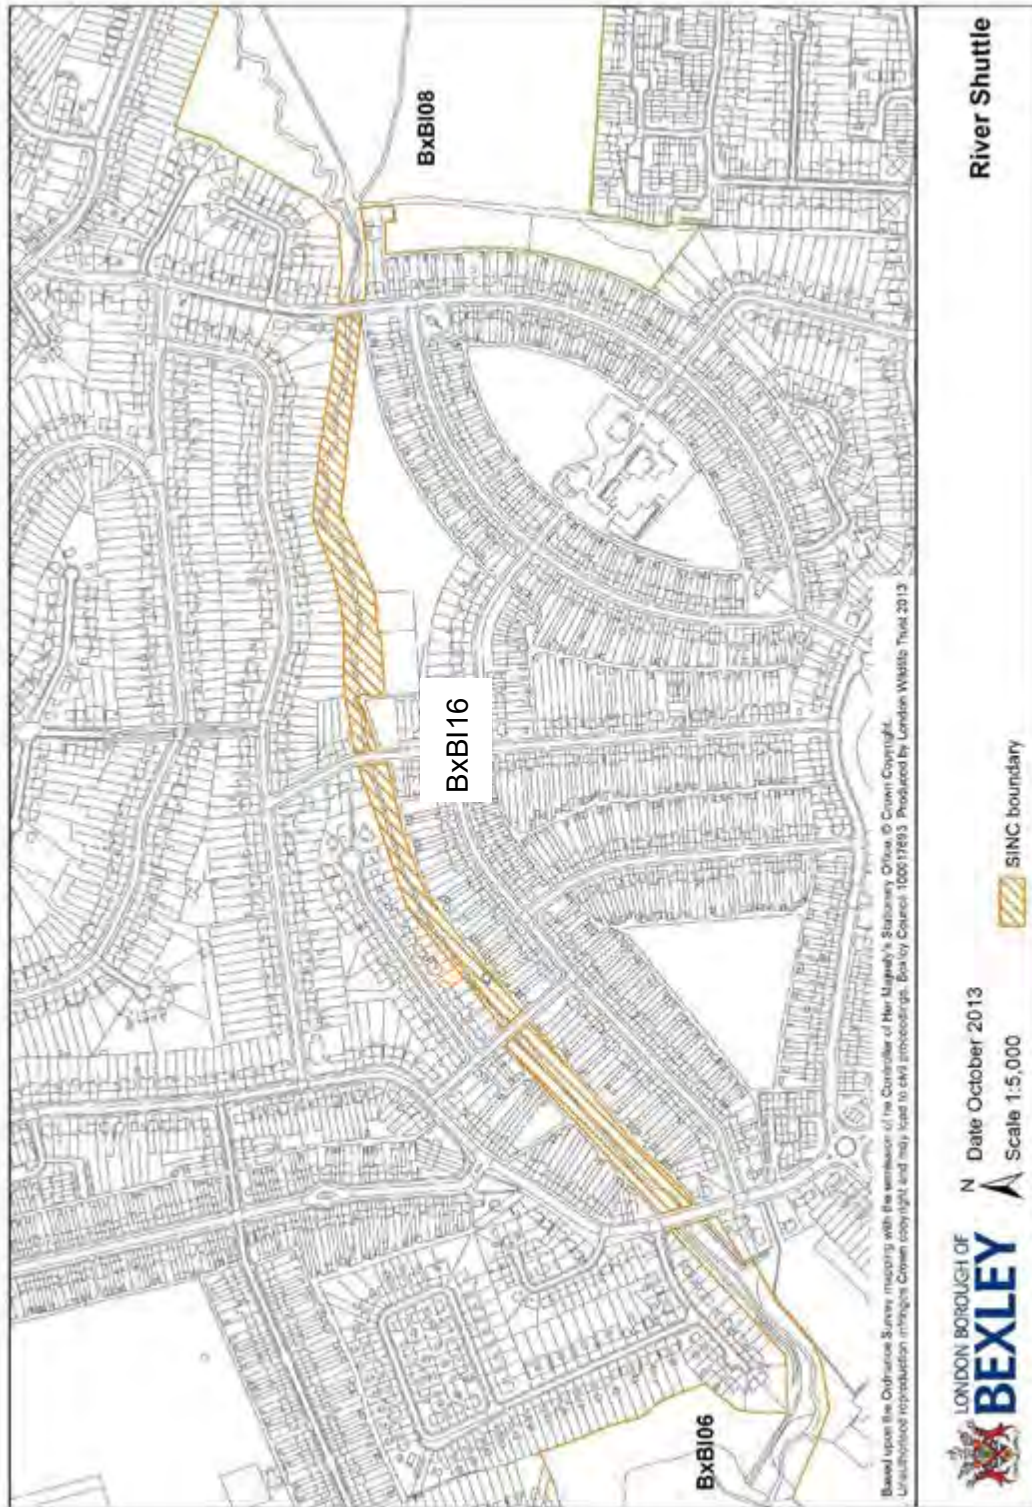 BxBI08
BxBI16
BxBI06
Based upon the Ordnance Survey mapping with the permission of the Controller of Her Majesty's Stationery Office. © Crown Copyright.
Unauthorised reproduction infringes Crown copyright and may lead to civil proceedings. Bexley Council 100017693 Produced by London Wildlife Trust 2013
LONDON BOROUGH OF
BEXLEY
N
Date October 2013
Scale 1:5,000
SINC boundary
River Shuttle